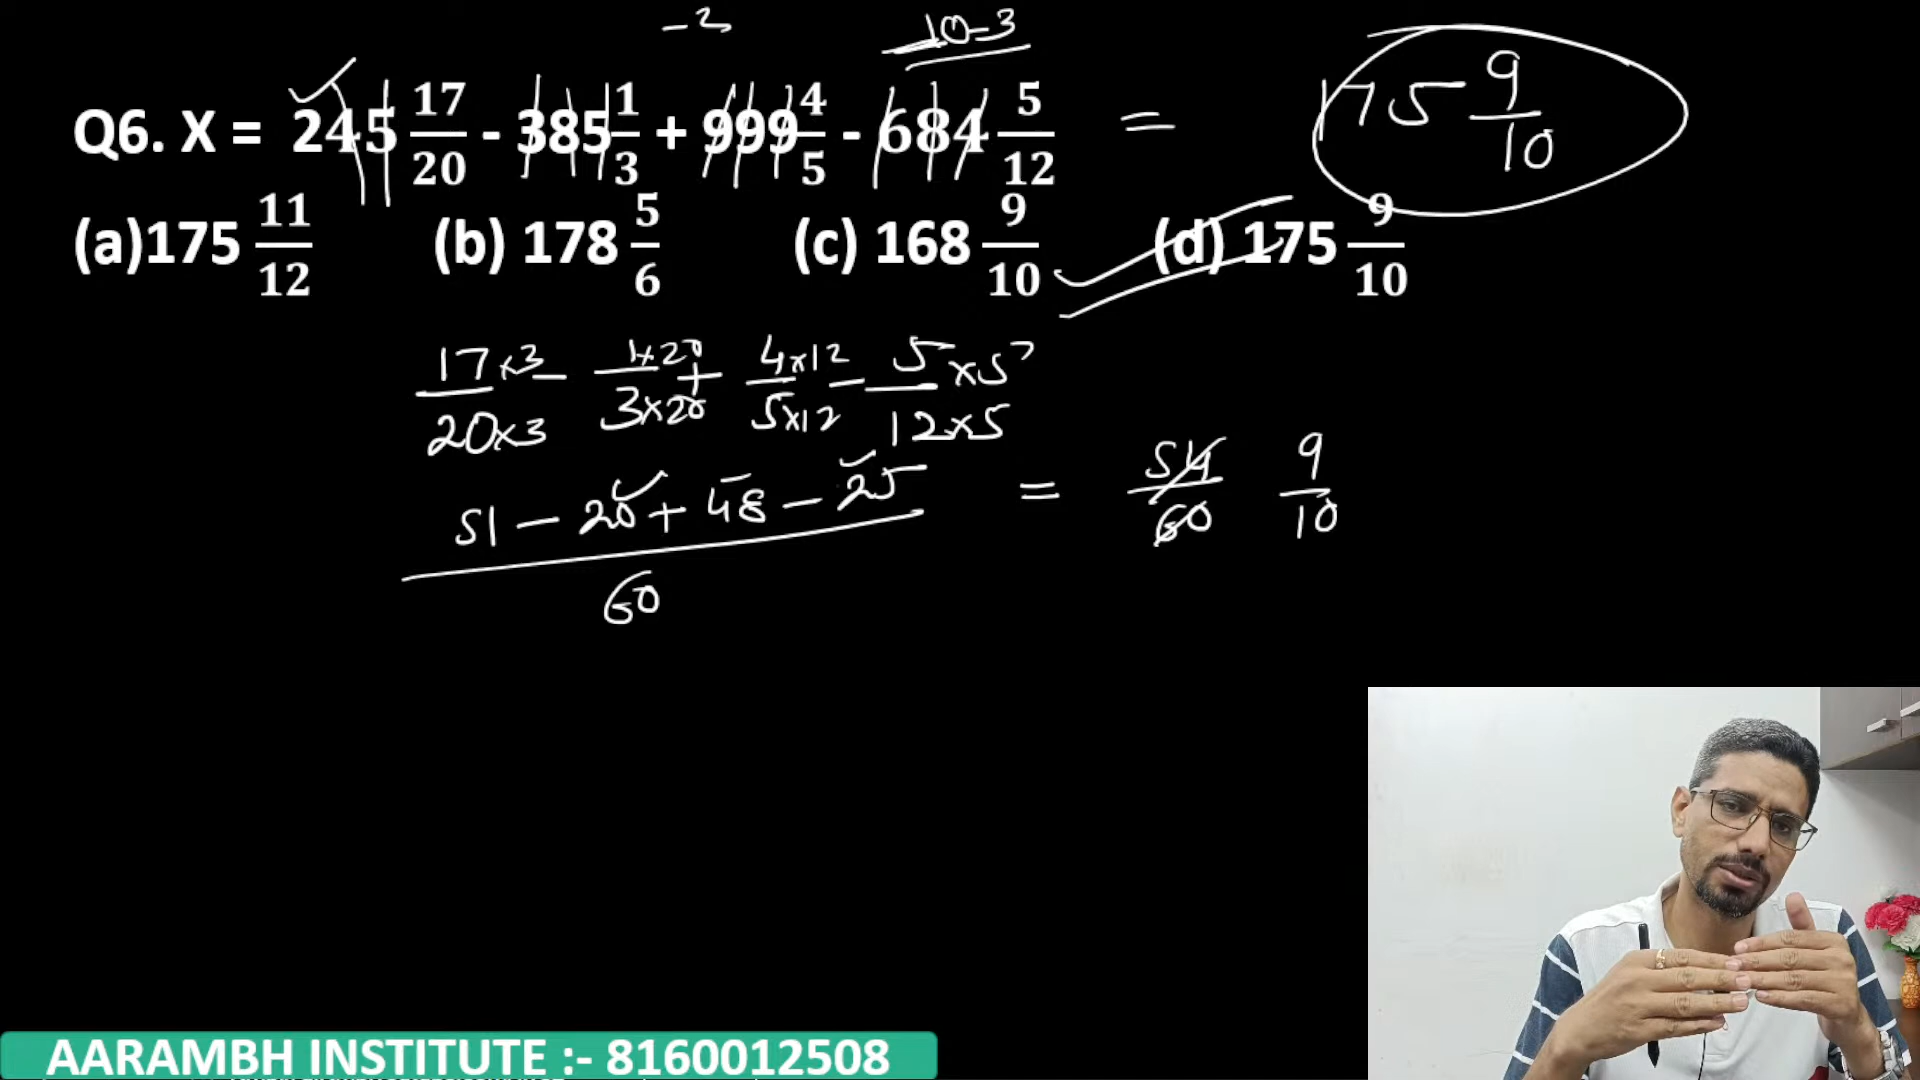 -2 10-3
Q6. X = 245 17/20 - 385 1/3 + 999 4/5 - 684 5/12 = 175 9/10
(a)175 11/12 (b) 178 5/6 (c) 168 9/10 (d) 175 9/10
17×3/20×3 - 1×20/3×20 + 4×12/5×12 - 5×5/12×5
51 - 20 + 48 - 25/60 = 54/60 9/10
AARAMBH INSTITUTE :- 8160012508